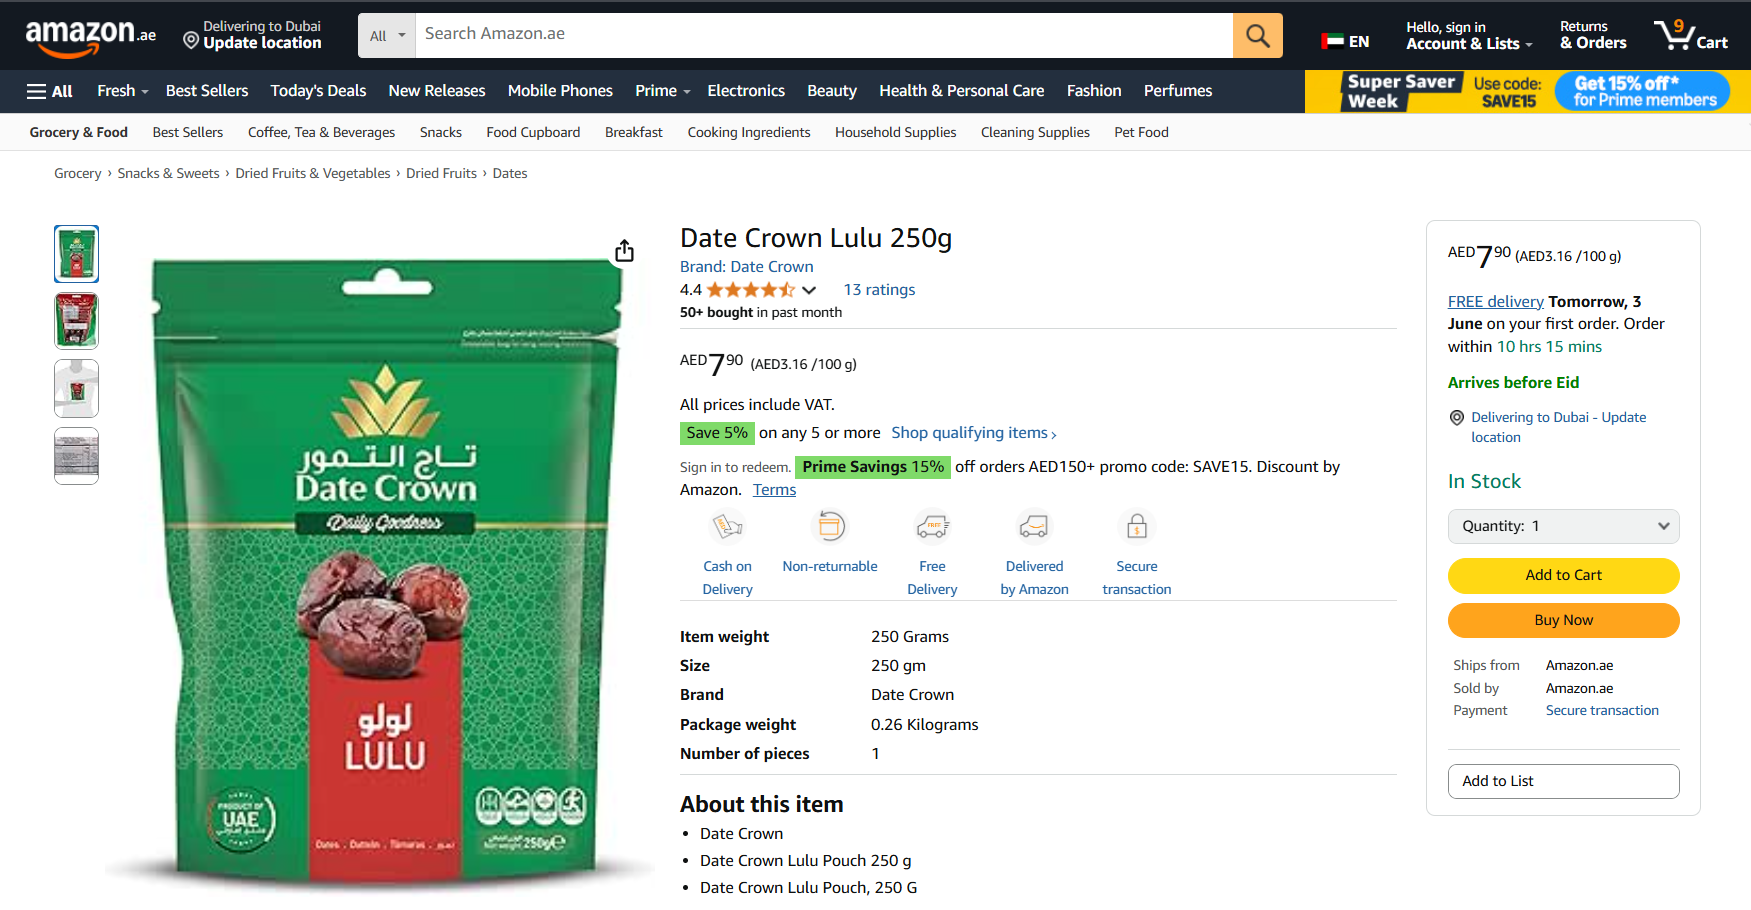 amazon.ae
Delivering to Dubai
Update location
All
Search Amazon.ae
EN
Hello, sign in
Account & Lists
Returns
& Orders
9
Cart
All
Fresh
Best Sellers
Today's Deals
New Releases
Mobile Phones
Prime
Electronics
Beauty
Health & Personal Care
Fashion
Perfumes
Super Saver
Week
Use code:
SAVE15
Get 15% off*
for Prime members
Grocery & Food
Best Sellers
Coffee, Tea & Beverages
Snacks
Food Cupboard
Breakfast
Cooking Ingredients
Household Supplies
Cleaning Supplies
Pet Food
Grocery › Snacks & Sweets › Dried Fruits & Vegetables › Dried Fruits › Dates
تاج التمور
Date Crown
Daily Goodness
لولو
LULU
PRODUCT OF
UAE
Dates . Datteln . Tâmaras . تمور
Net weight 250g e
Date Crown Lulu 250g
Brand: Date Crown
4.4
13 ratings
50+ bought in past month
AED790 (AED3.16 /100 g)
All prices include VAT.
Save 5% on any 5 or more Shop qualifying items ›
Sign in to redeem. Prime Savings 15% off orders AED150+ promo code: SAVE15. Discount by
Amazon. Terms
FREE
Cash on
Delivery
Non-returnable
Free
Delivery
Delivered
by Amazon
Secure
transaction
Item weight 250 Grams
Size 250 gm
Brand Date Crown
Package weight 0.26 Kilograms
Number of pieces 1
About this item
• Date Crown
• Date Crown Lulu Pouch 250 g
• Date Crown Lulu Pouch, 250 G
AED790 (AED3.16 /100 g)
FREE delivery Tomorrow, 3
June on your first order. Order
within 10 hrs 15 mins
Arrives before Eid
Delivering to Dubai - Update
location
In Stock
Quantity: 1
Add to Cart
Buy Now
Ships from Amazon.ae
Sold by Amazon.ae
Payment Secure transaction
Add to List